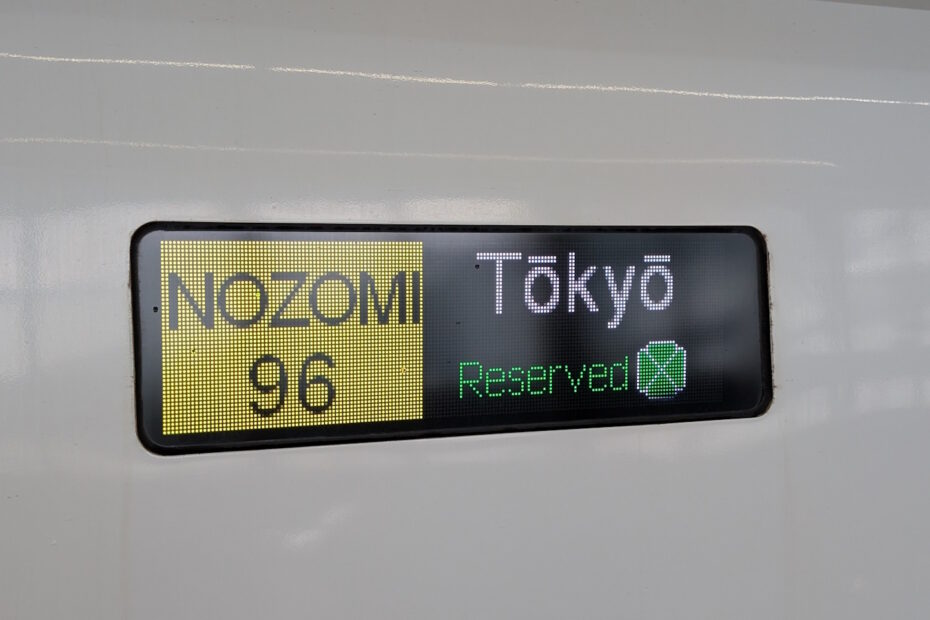 NOZOMI
96
Tōkyō
Reserved